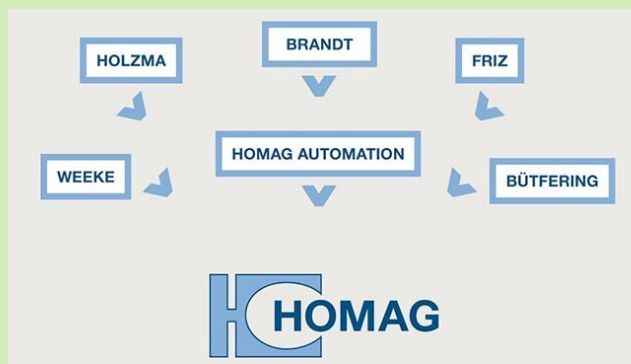 HOLZMA
BRANDT
FRIZ
WEEKE
HOMAG AUTOMATION
BÜTFERING
HOMAG